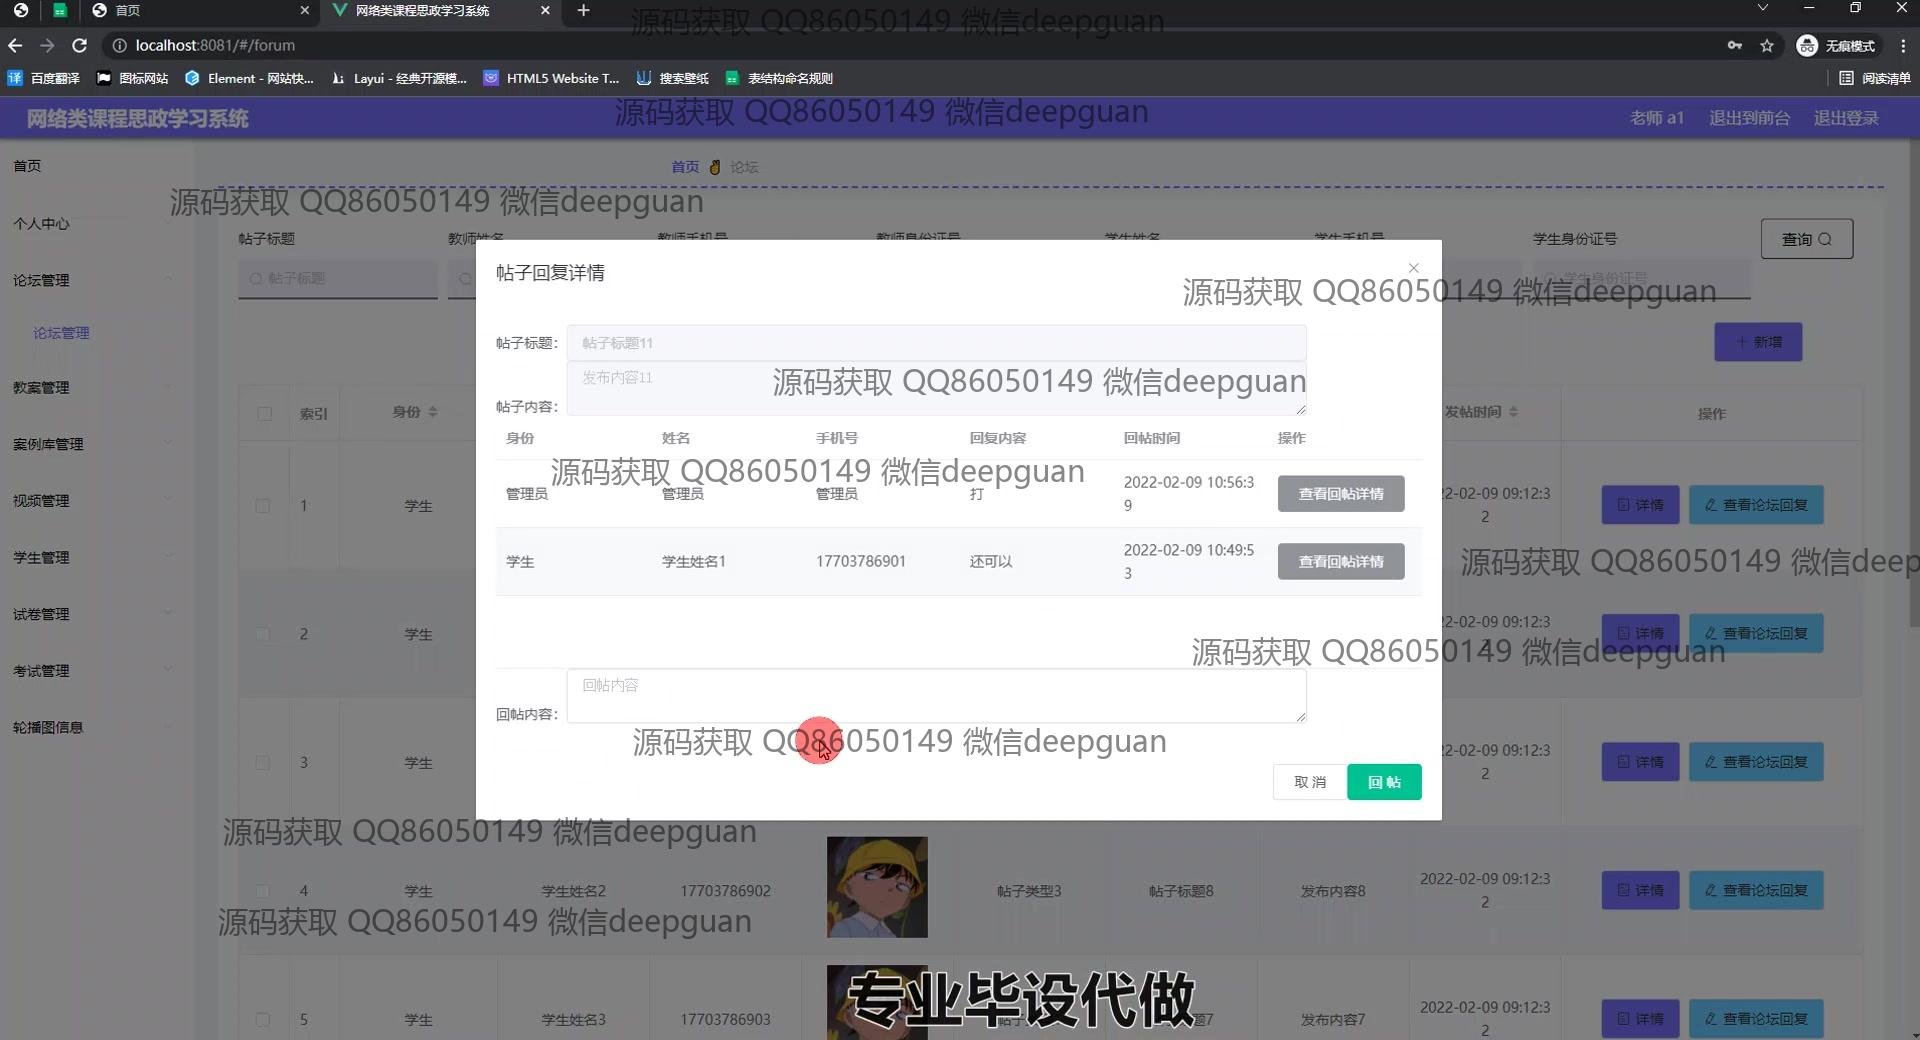 首页
网络类课程思政学习系统
localhost:8081/#/forum
无痕模式
百度翻译
图标网站
Element - 网站快...
Layui - 经典开源模...
HTML5 Website T...
搜索壁纸
表结构命名规则
阅读清单
源码获取 QQ86050149 微信deepguan
网络类课程思政学习系统
源码获取 QQ86050149 微信deepguan
老师 a1
退出到前台
退出登录
首页
个人中心
论坛管理
论坛管理
教案管理
案例库管理
视频管理
学生管理
试卷管理
考试管理
轮播图信息
首页
论坛
源码获取 QQ86050149 微信deepguan
帖子标题
教师姓名
教师手机号
教师身份证号
学生姓名
学生手机号
学生身份证号
查询
帖子标题
学生身份证号
源码获取 QQ86050149 微信deepguan
新增
帖子回复详情
帖子标题:
帖子标题11
帖子内容:
发布内容11
源码获取 QQ86050149 微信deepguan
身份 姓名 手机号 回复内容 回帖时间 操作
源码获取 QQ86050149 微信deepguan
管理员 管理员 管理员 打 2022-02-09 10:56:3
9
查看回帖详情
学生 学生姓名1 17703786901 还可以 2022-02-09 10:49:5
3
查看回帖详情
源码获取 QQ86050149 微信deepguan
回帖内容:
回帖内容
源码获取 QQ86050149 微信deepguan
取 消
回 帖
索引 身份 发帖时间 操作
1 学生 2-02-09 09:12:3
2
详情 查看论坛回复
源码获取 QQ86050149 微信deep
2 学生 2-02-09 09:12:3
2
详情 查看论坛回复
3 学生 2-02-09 09:12:3
2
详情 查看论坛回复
源码获取 QQ86050149 微信deepguan
4 学生 学生姓名2 17703786902 帖子类型3 帖子标题8 发布内容8 2022-02-09 09:12:3
2
详情 查看论坛回复
源码获取 QQ86050149 微信deepguan
5 学生 学生姓名3 17703786903 题7 发布内容7 2022-02-09 09:12:3
2
详情 查看论坛回复
专业毕设代做